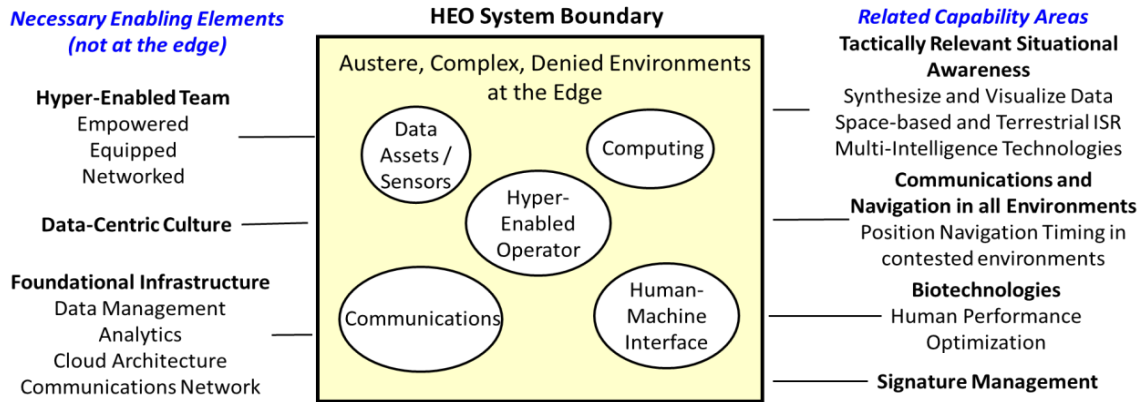 Necessary Enabling Elements
(not at the edge)
Hyper-Enabled Team
Empowered
Equipped
Networked
Data-Centric Culture
Foundational Infrastructure
Data Management
Analytics
Cloud Architecture
Communications Network
HEO System Boundary
Austere, Complex, Denied Environments
at the Edge
Data
Assets /
Sensors
Computing
Hyper-
Enabled
Operator
Communications
Human-
Machine
Interface
Related Capability Areas
Tactically Relevant Situational
Awareness
Synthesize and Visualize Data
Space-based and Terrestrial ISR
Multi-Intelligence Technologies
Communications and
Navigation in all Environments
Position Navigation Timing in
contested environments
Biotechnologies
Human Performance
Optimization
Signature Management